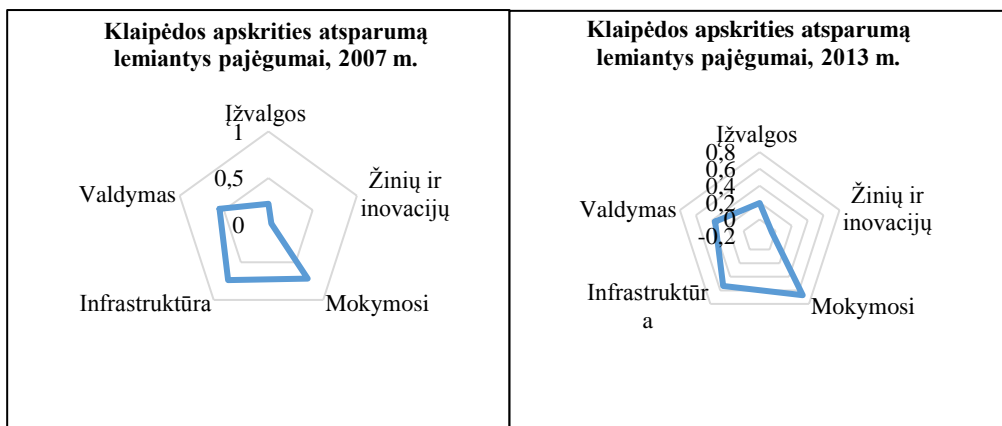 Klaipėdos apskrities atsparumą
lemiantys pajėgumai, 2007 m.
Įžvalgos
1
0,5
0
Žinių ir
inovacijų
Valdymas
Infrastruktūra
Mokymosi
Klaipėdos apskrities atsparumą
lemiantys pajėgumai, 2013 m.
Įžvalgos
0,8
0,6
0,4
0,2
0
-0,2
Žinių ir
inovacijų
Valdymas
Infrastruktūr
a
Mokymosi